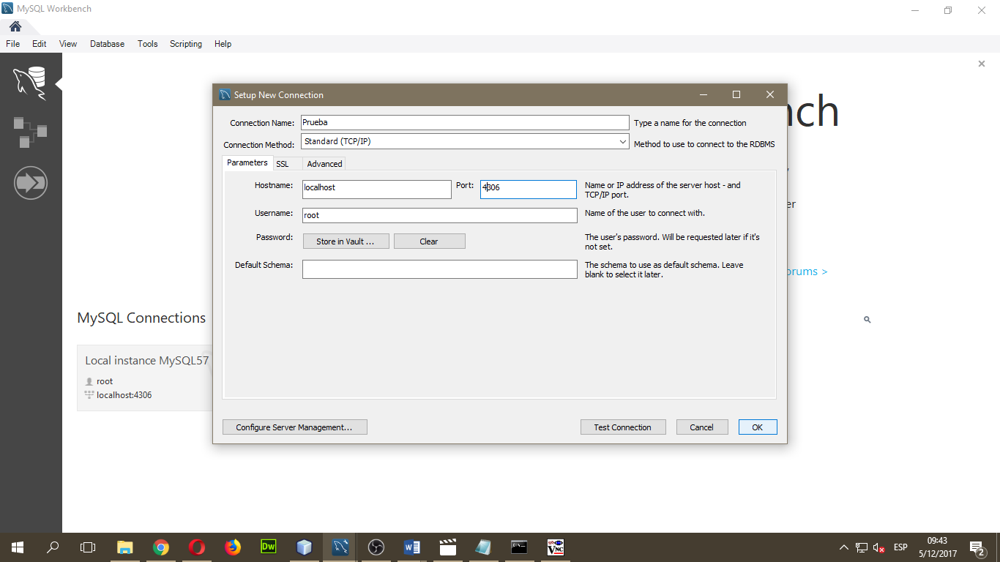 MySQL Workbench
File Edit View Database Tools Scripting Help
Setup New Connection
nch
Connection Name: Prueba Type a name for the connection
Connection Method: Standard (TCP/IP) Method to use to connect to the RDBMS
Parameters SSL Advanced
Hostname: localhost Port: 4306 Name or IP address of the server host - and
TCP/IP port.
er
Username: root Name of the user to connect with.
Password: Store in Vault ... Clear The user's password. Will be requested later if it's
not set.
Default Schema: The schema to use as default schema. Leave
blank to select it later.
orums >
MySQL Connections
Local instance MySQL57
root
localhost:4306
Configure Server Management... Test Connection Cancel OK
Dw
W
VNC
ESP
09:43
5/12/2017
2